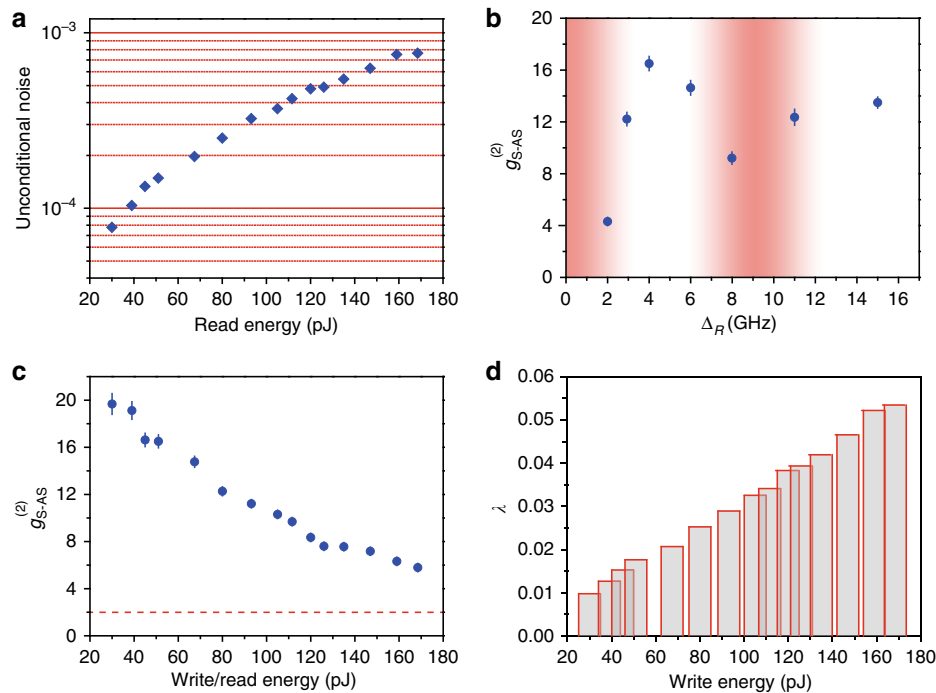 a
10⁻³
10⁻⁴
Unconditional noise
20 40 60 80 100 120 140 160 180
Read energy (pJ)
b
20
16
12
8
4
0
g_{S-AS}^{(2)}
0 2 4 6 8 10 12 14 16
Δ_R (GHz)
c
20
16
12
8
4
0
g_{S-AS}^{(2)}
20 40 60 80 100 120 140 160 180
Write/read energy (pJ)
d
0.06
0.05
0.04
0.03
0.02
0.01
0.00
λ
20 40 60 80 100 120 140 160 180
Write energy (pJ)